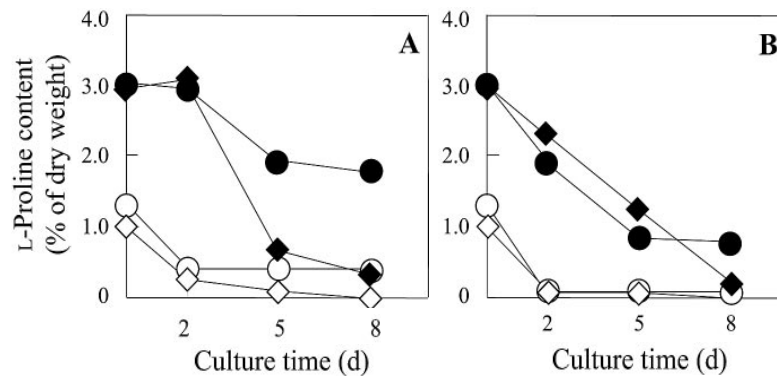 4.0
3.0
2.0
1.0
0
2
5
8
A
Culture time (d)
L-Proline content
(% of dry weight)
4.0
3.0
2.0
1.0
0
2
5
8
B
Culture time (d)